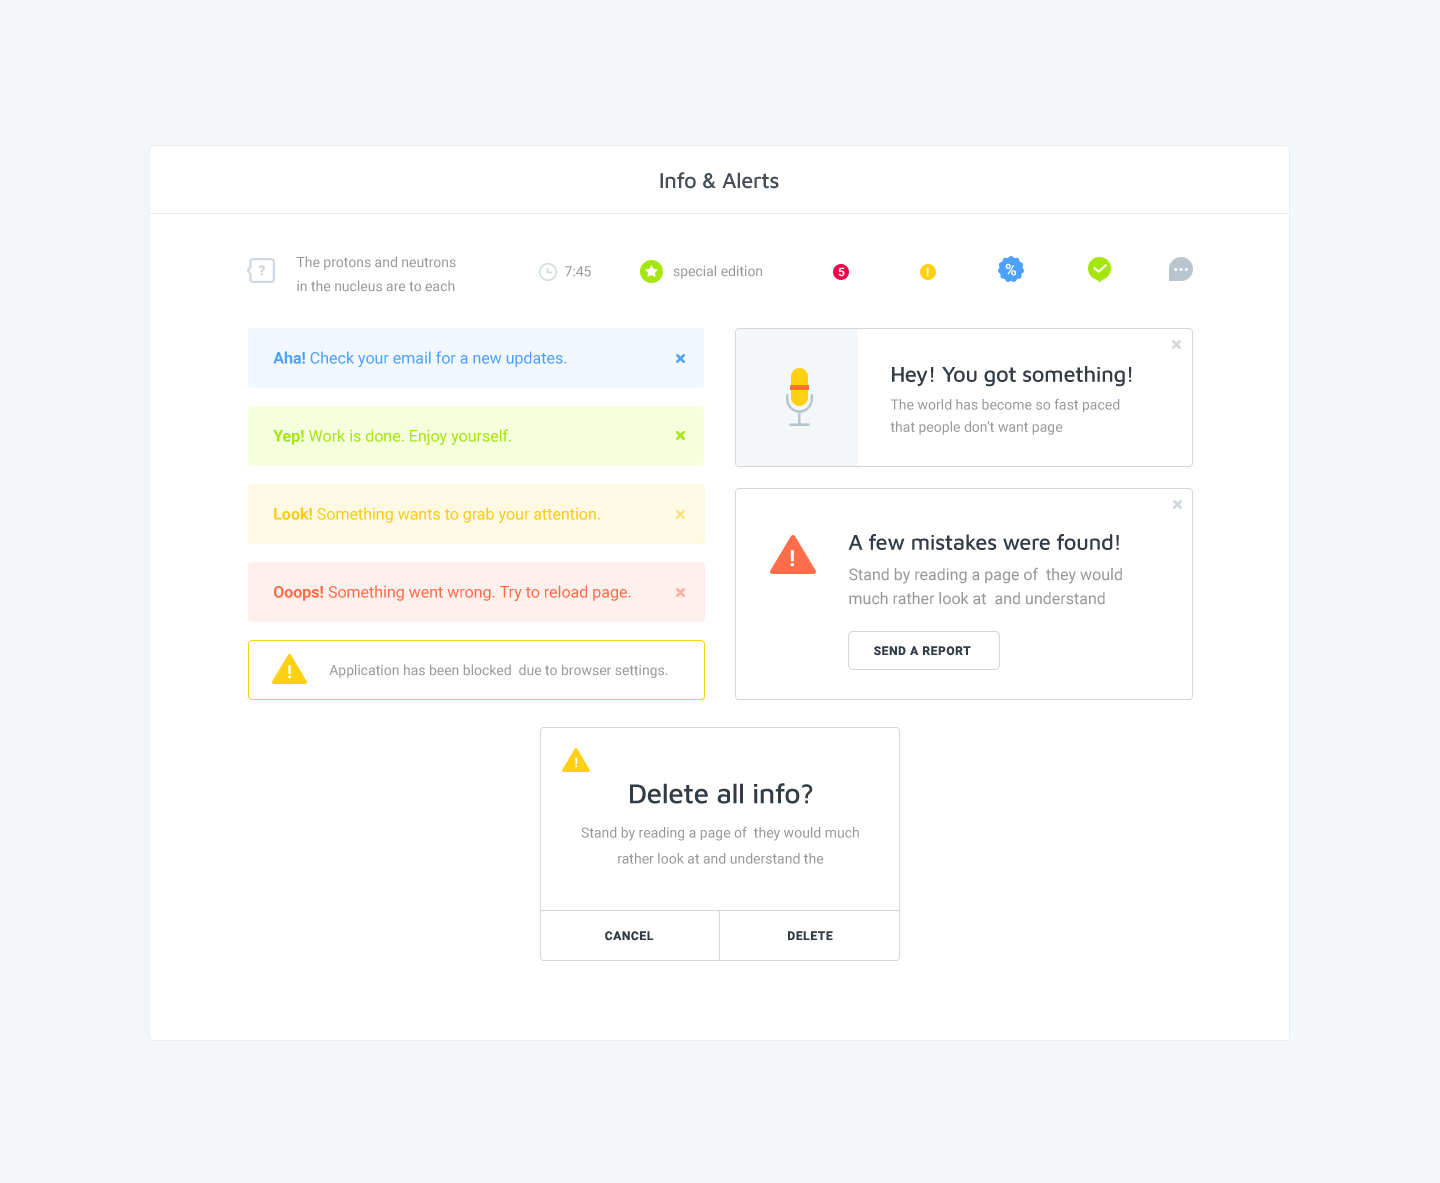 Info & Alerts
?
The protons and neutrons
in the nucleus are to each
7:45
special edition
5
!
%
Aha! Check your email for a new updates.
Yep! Work is done. Enjoy yourself.
Look! Something wants to grab your attention.
Ooops! Something went wrong. Try to reload page.
! Application has been blocked  due to browser settings.
Hey! You got something!
The world has become so fast paced
that people don't want page
!
A few mistakes were found!
Stand by reading a page of  they would
much rather look at  and understand
SEND A REPORT
!
Delete all info?
Stand by reading a page of  they would much
rather look at and understand the
CANCEL
DELETE